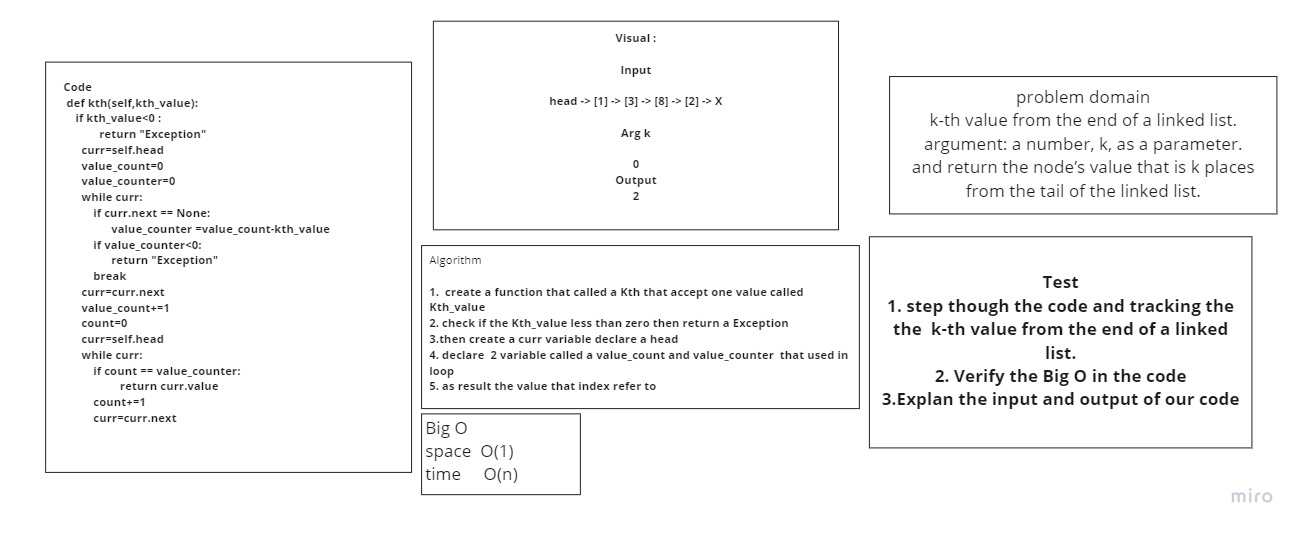 Code
def kth(self,kth_value):
if kth_value<0 :
return "Exception"
curr=self.head
value_count=0
value_counter=0
while curr:
if curr.next == None:
value_counter =value_count-kth_value
if value_counter<0:
return "Exception"
break
curr=curr.next
value_count+=1
count=0
curr=self.head
while curr:
if count == value_counter:
return curr.value
count+=1
curr=curr.next
Visual :
Input
head -> [1] -> [3] -> [8] -> [2] -> X
Arg k
0
Output
2
Algorithm
1.  create a function that called a Kth that accept one value called
Kth_value
2. check if the Kth_value less than zero then return a Exception
3.then create a curr variable declare a head
4. declare  2 variable called a value_count and value_counter  that used in
loop
5. as result the value that index refer to
Big O
space  O(1)
time    O(n)
problem domain
k-th value from the end of a linked list.
argument: a number, k, as a parameter.
and return the node’s value that is k places
from the tail of the linked list.
Test
1. step though the code and tracking the
the  k-th value from the end of a linked
list.
2. Verify the Big O in the code
3.Explan the input and output of our code
miro